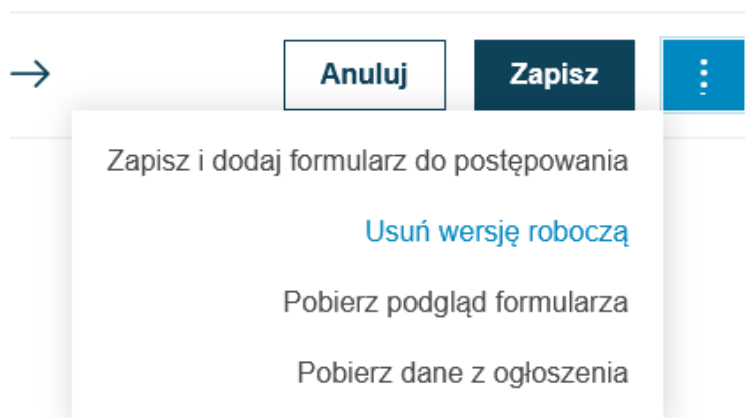 Anuluj
Zapisz
Zapisz i dodaj formularz do postępowania
Usuń wersję roboczą
Pobierz podgląd formularza
Pobierz dane z ogłoszenia